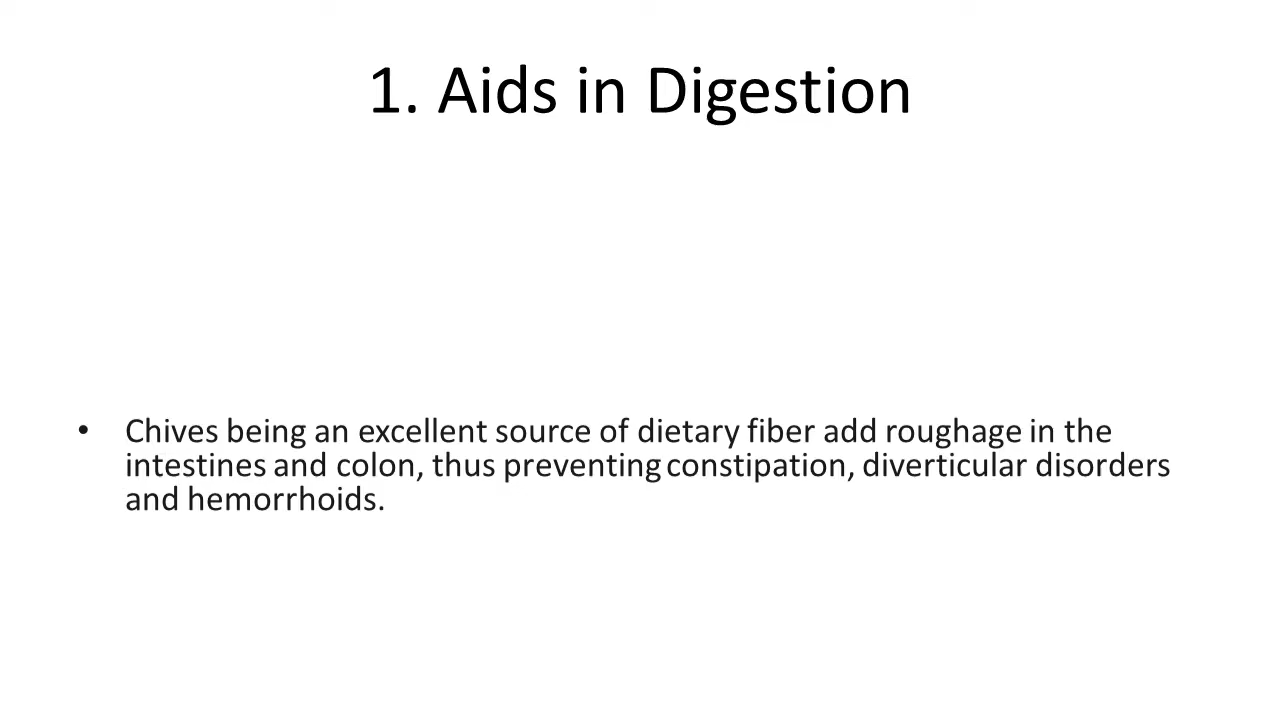 1. Aids in Digestion
• Chives being an excellent source of dietary fiber add roughage in the
intestines and colon, thus preventing constipation, diverticular disorders
and hemorrhoids.